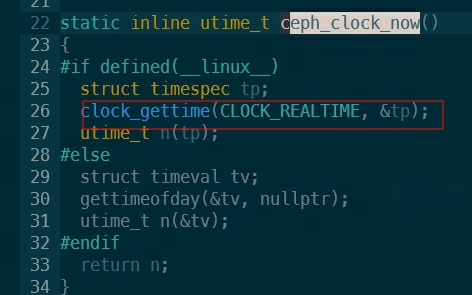 21
22 static inline utime_t ceph_clock_now()
23 {
24 #if defined(__linux__)
25   struct timespec tp;
26   clock_gettime(CLOCK_REALTIME, &tp);
27   utime_t n(tp);
28 #else
29   struct timeval tv;
30   gettimeofday(&tv, nullptr);
31   utime_t n(&tv);
32 #endif
33   return n;
34 }